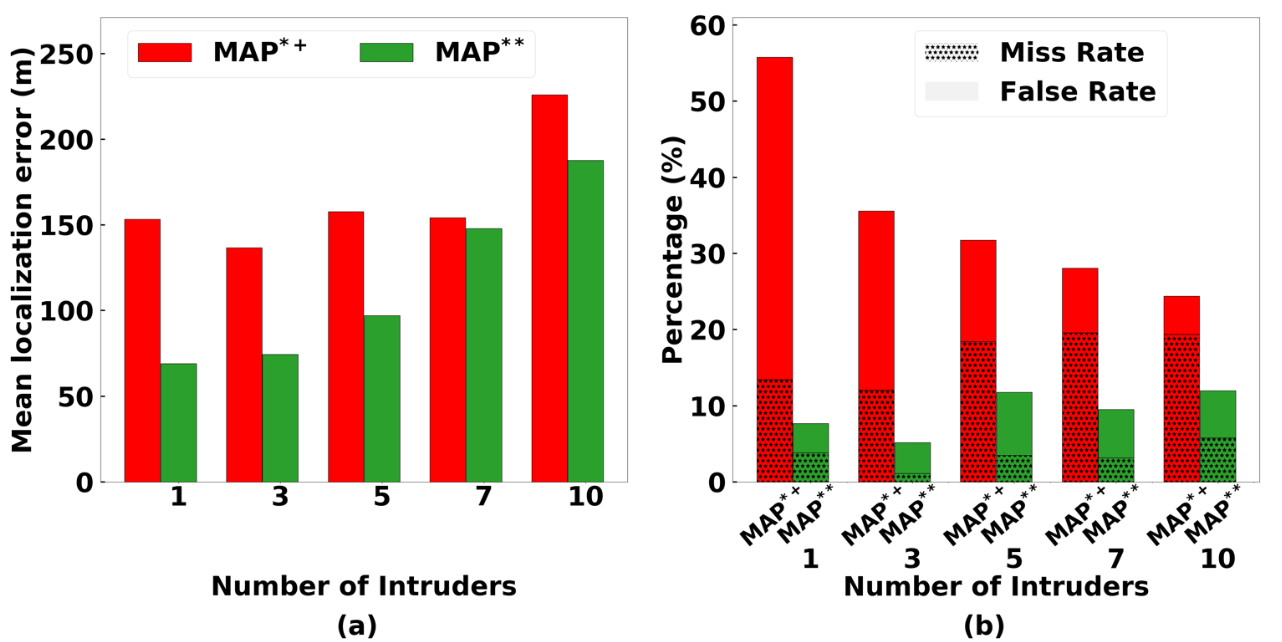 MAP*+ MAP**
Mean localization error (m)
250
200
150
100
50
0
1 3 5 7 10
Number of Intruders
(a)
Miss Rate
False Rate
Percentage (%)
60
50
40
30
20
10
0
MAP*+ MAP** MAP*+ MAP** MAP*+ MAP** MAP*+ MAP** MAP*+ MAP**
1 3 5 7 10
Number of Intruders
(b)